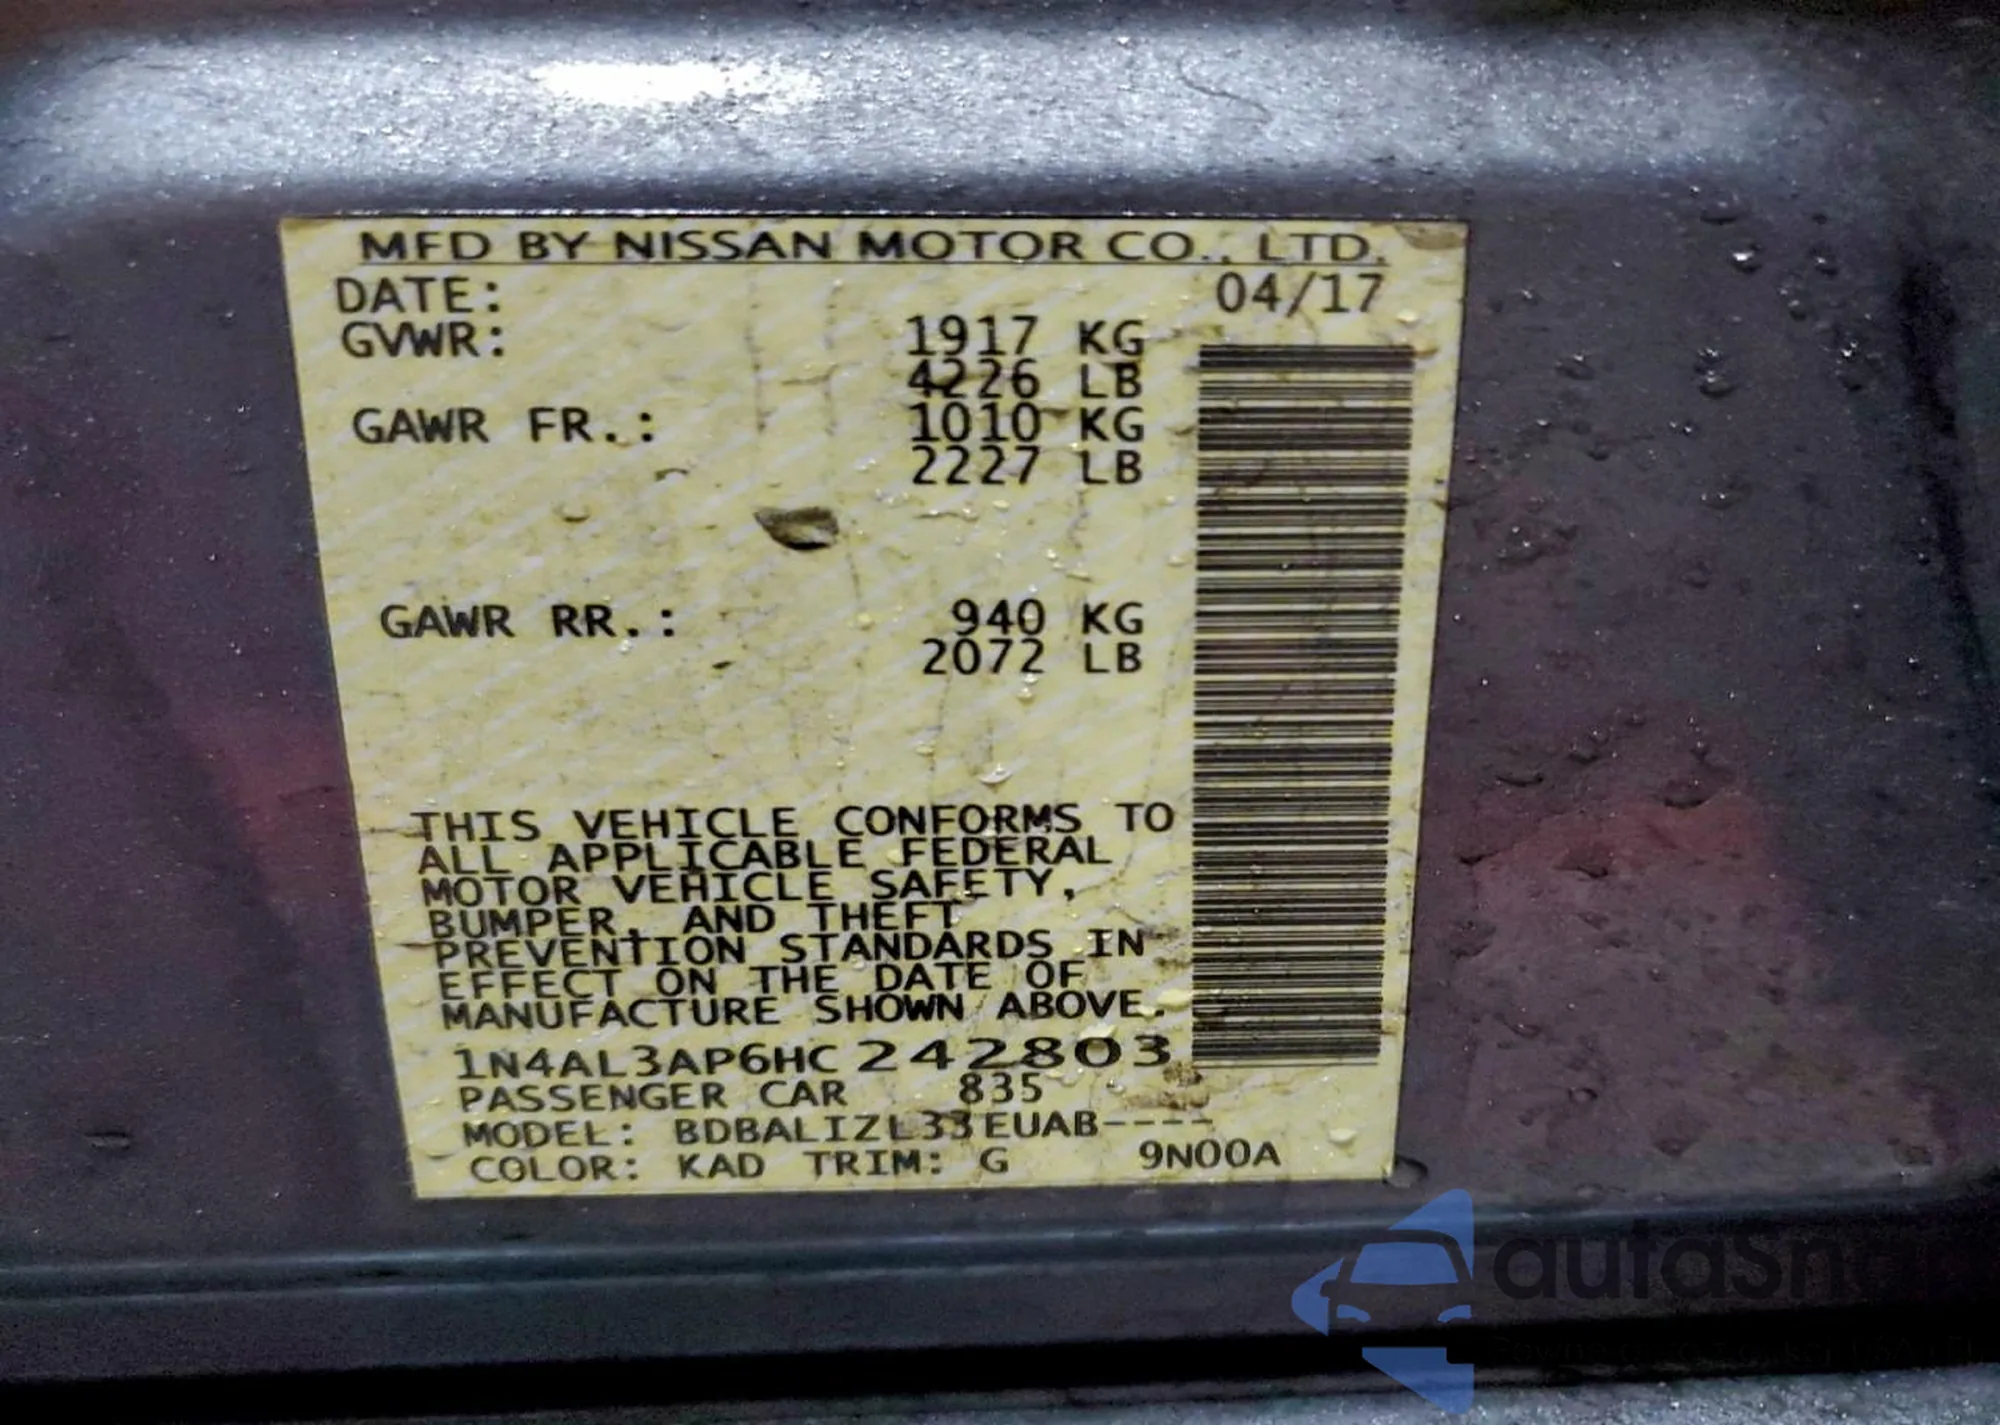 MFD BY NISSAN MOTOR CO., LTD.
DATE: 04/17
GVWR: 1917 KG
4226 LB
GAWR FR.: 1010 KG
2227 LB
GAWR RR.: 940 KG
2072 LB
THIS VEHICLE CONFORMS TO
ALL APPLICABLE FEDERAL
MOTOR VEHICLE SAFETY,
BUMPER, AND THEFT
PREVENTION STANDARDS IN
EFFECT ON THE DATE OF
MANUFACTURE SHOWN ABOVE.
1N4AL3AP6HC242803
PASSENGER CAR 835
MODEL: BDBALIZL33EUAB----
COLOR: KAD TRIM: G 9N00A